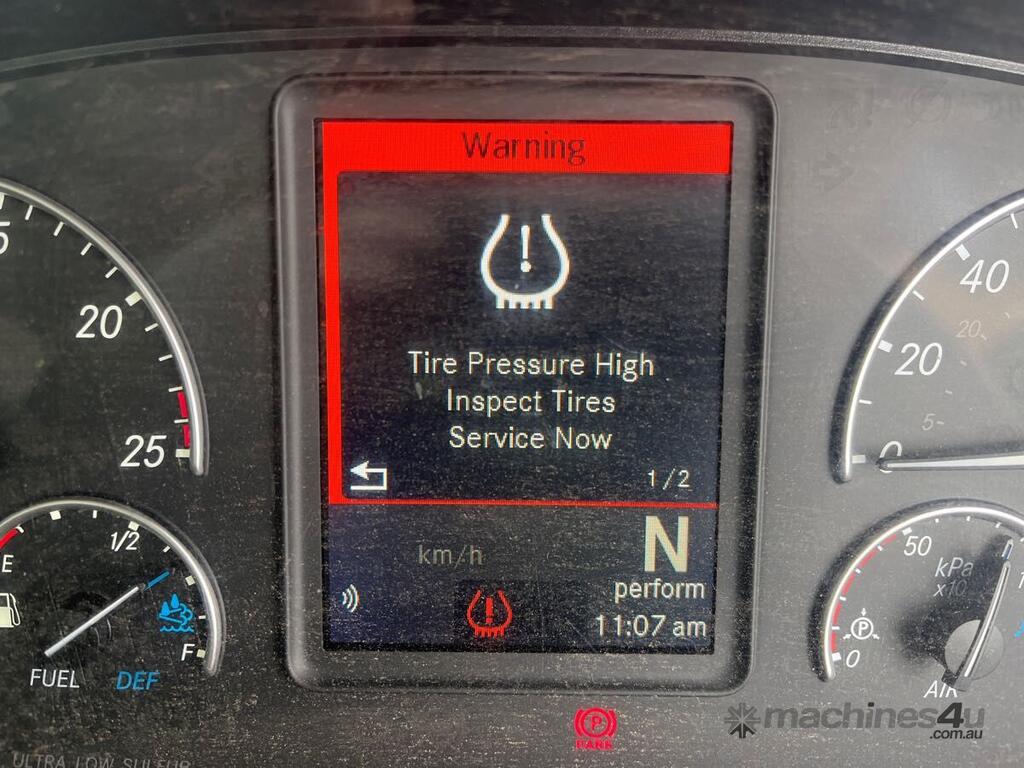 Warning
!
Tire Pressure High
Inspect Tires
Service Now
1/2
km/h
N
perform
11:07 am
5
20
25
E
1/2
F
FUEL
DEF
ULTRA LOW SULFUR
40
20
20
5
0
50
kPa
x10
P
0
1
AIR
P
PARK
machines4u
.com.au